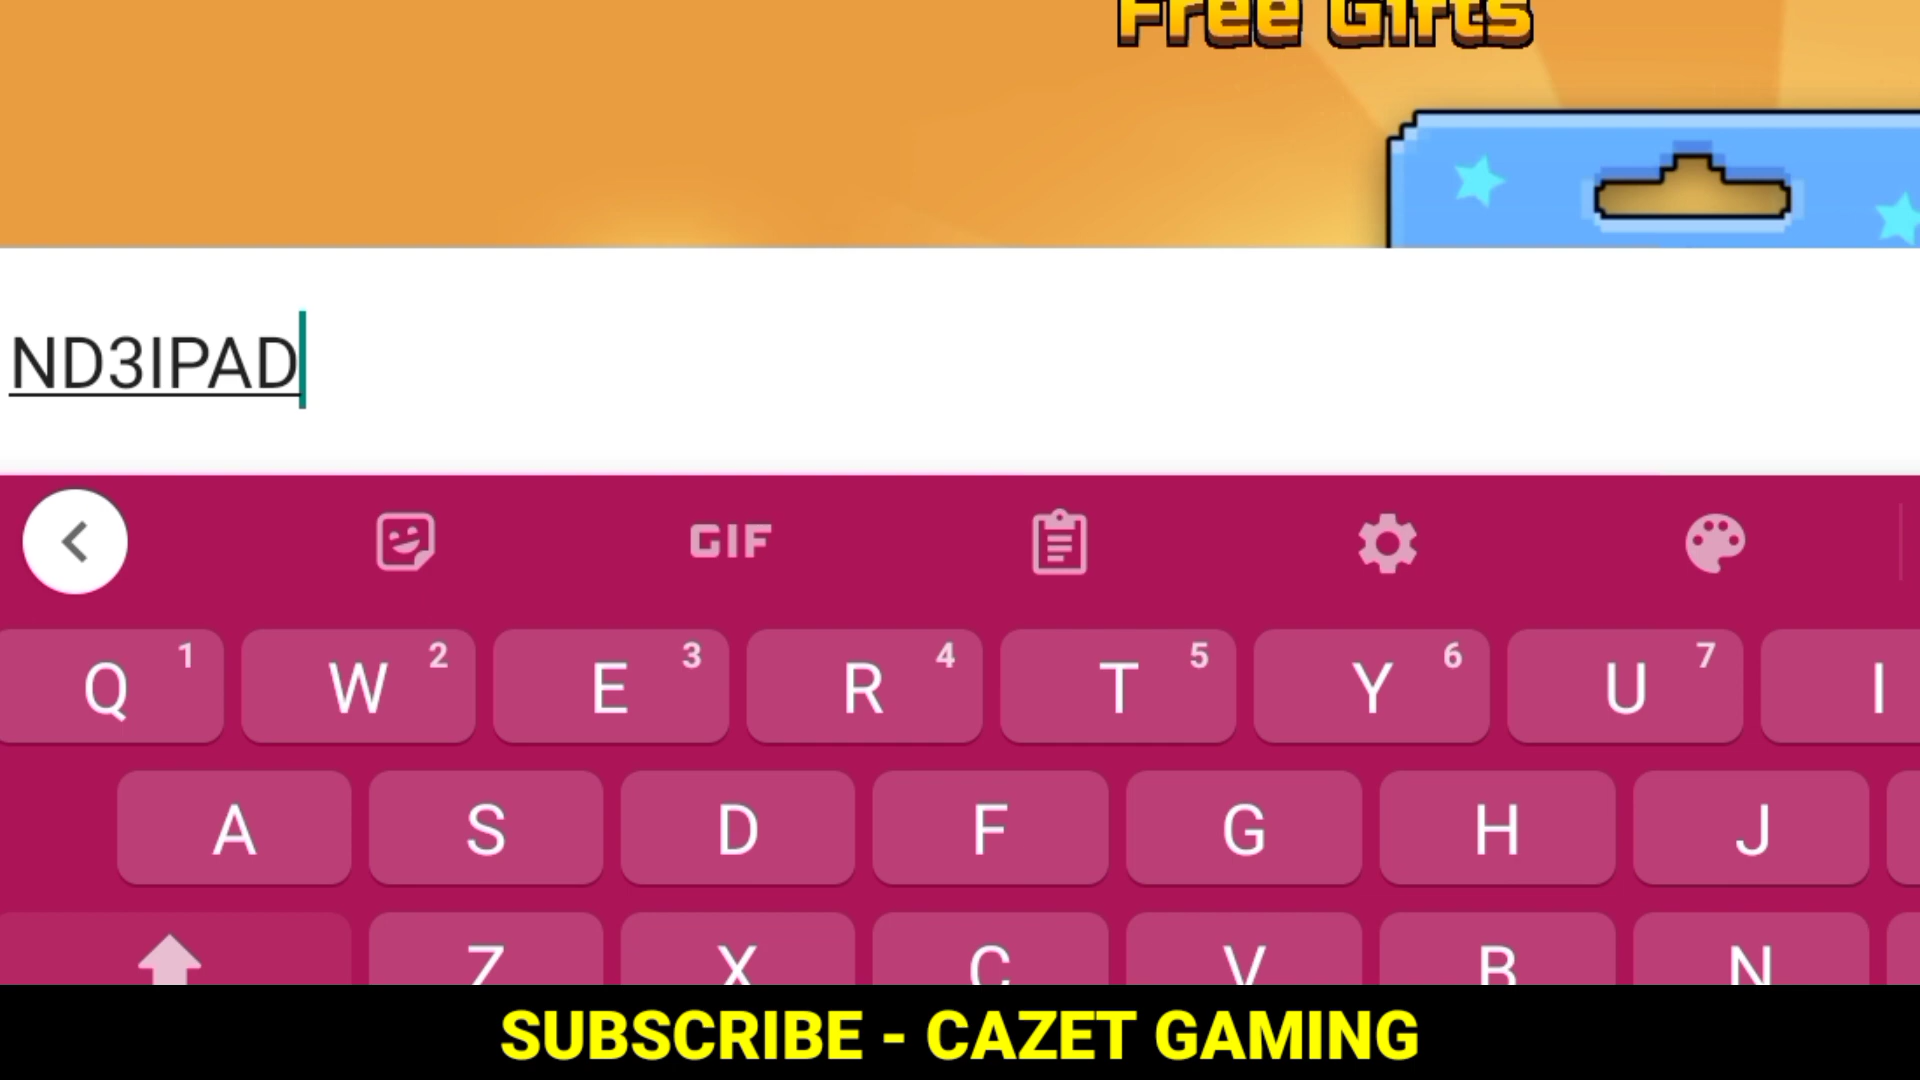 Free Gifts
ND3IPAD
GIF
Q 1 W 2 E 3 R 4 T 5 Y 6 U 7 I
A S D F G H J
Z X C V B N
SUBSCRIBE - CAZET GAMING